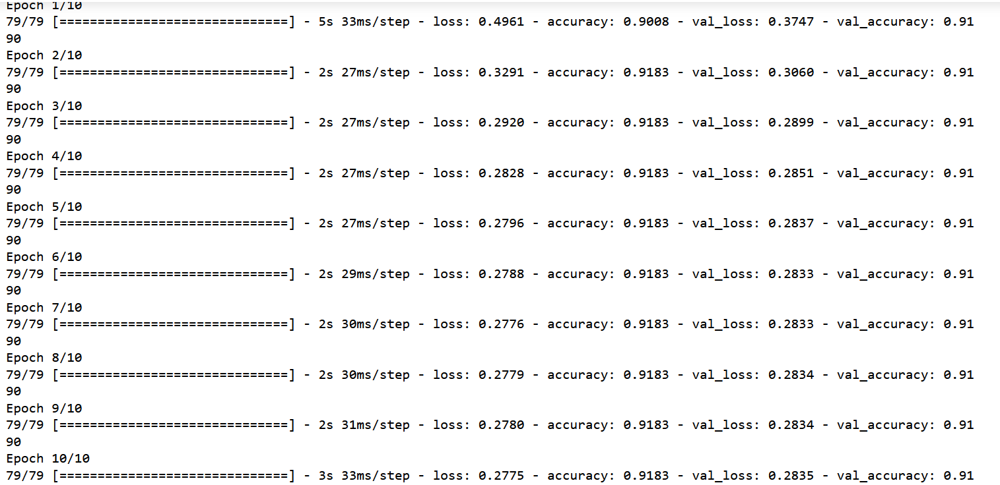 Epoch 1/10
79/79 [==============================] - 5s 33ms/step - loss: 0.4961 - accuracy: 0.9008 - val_loss: 0.3747 - val_accuracy: 0.91
90
Epoch 2/10
79/79 [==============================] - 2s 27ms/step - loss: 0.3291 - accuracy: 0.9183 - val_loss: 0.3060 - val_accuracy: 0.91
90
Epoch 3/10
79/79 [==============================] - 2s 27ms/step - loss: 0.2920 - accuracy: 0.9183 - val_loss: 0.2899 - val_accuracy: 0.91
90
Epoch 4/10
79/79 [==============================] - 2s 27ms/step - loss: 0.2828 - accuracy: 0.9183 - val_loss: 0.2851 - val_accuracy: 0.91
90
Epoch 5/10
79/79 [==============================] - 2s 27ms/step - loss: 0.2796 - accuracy: 0.9183 - val_loss: 0.2837 - val_accuracy: 0.91
90
Epoch 6/10
79/79 [==============================] - 2s 29ms/step - loss: 0.2788 - accuracy: 0.9183 - val_loss: 0.2833 - val_accuracy: 0.91
90
Epoch 7/10
79/79 [==============================] - 2s 30ms/step - loss: 0.2776 - accuracy: 0.9183 - val_loss: 0.2833 - val_accuracy: 0.91
90
Epoch 8/10
79/79 [==============================] - 2s 30ms/step - loss: 0.2779 - accuracy: 0.9183 - val_loss: 0.2834 - val_accuracy: 0.91
90
Epoch 9/10
79/79 [==============================] - 2s 31ms/step - loss: 0.2780 - accuracy: 0.9183 - val_loss: 0.2834 - val_accuracy: 0.91
90
Epoch 10/10
79/79 [==============================] - 3s 33ms/step - loss: 0.2775 - accuracy: 0.9183 - val_loss: 0.2835 - val_accuracy: 0.91